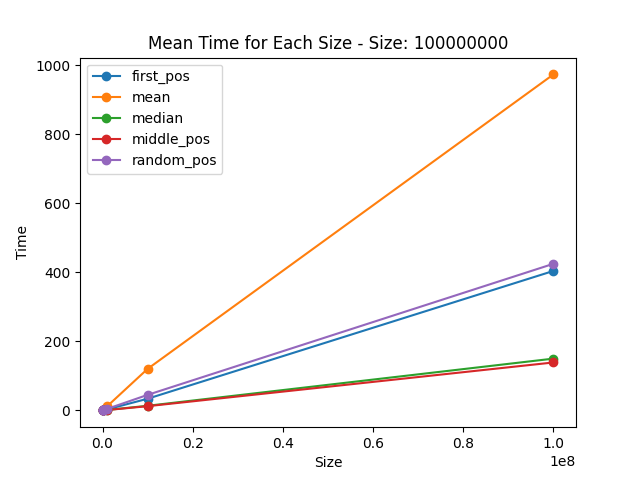 Mean Time for Each Size - Size: 100000000
first_pos
mean
median
middle_pos
random_pos
1000
800
600
400
200
0
Time
0.0 0.2 0.4 0.6 0.8 1.0
1e8
Size